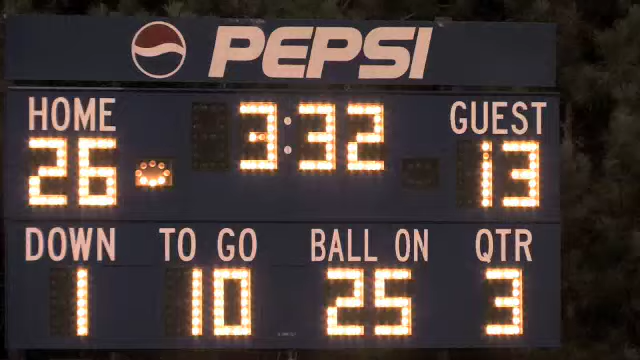 PEPSI
HOME 3:32 GUEST
26 13
DOWN TO GO BALL ON QTR
1 10 25 3